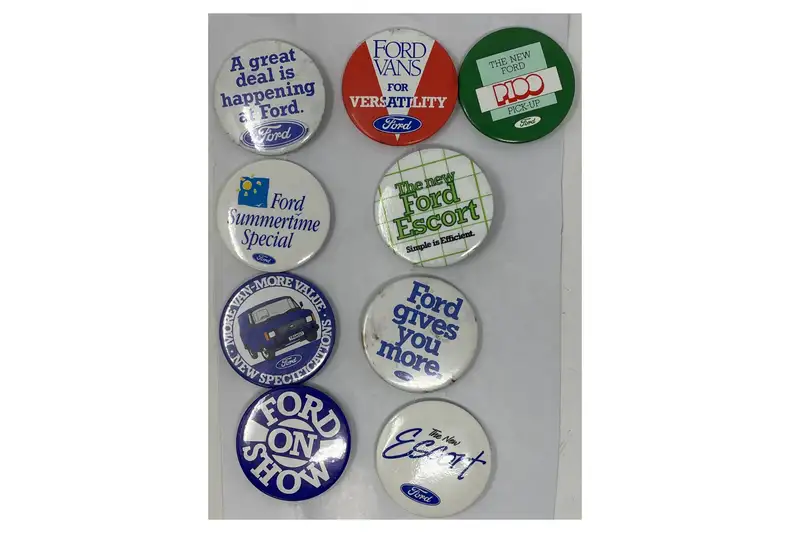 A great
deal is
happening
at Ford.
Ford
FORD
VANS
FOR
VERSATILITY
Ford
THE NEW
FORD
P100
PICK-UP
Ford
Ford
Summertime
Special
Ford
The new
Ford
Escort
Simple is Efficient.
MORE VAN-MORE VALUE
· NEW SPECIFICATIONS ·
Ford
Ford
gives
you
more.
Ford
FORD
ON
SHOW
The New
Escort
Ford